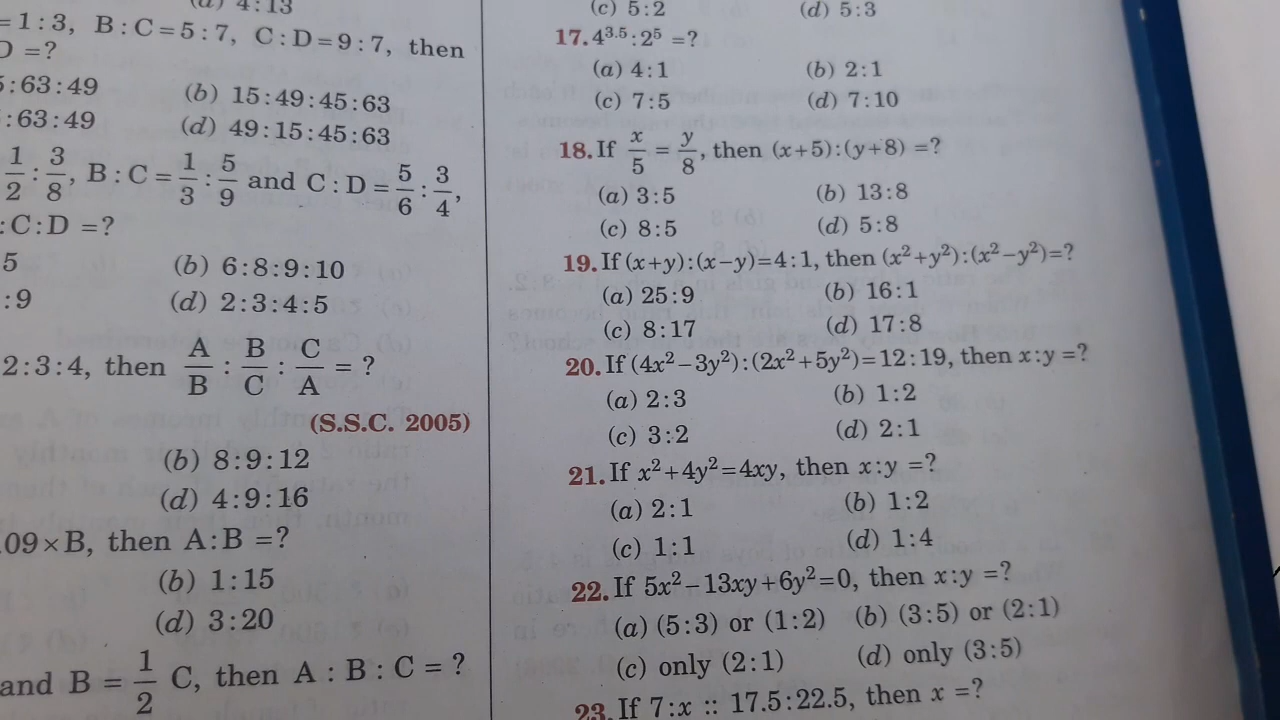 (a) 4:13
=1:3, B:C=5:7, C:D=9:7, then
D =?
5:63:49
(b) 15:49:45:63
:63:49
(d) 49:15:45:63
1/2 : 3/8, B:C = 1/3 : 5/9 and C:D = 5/6 : 3/4,
:C:D =?
5
(b) 6:8:9:10
:9
(d) 2:3:4:5
2:3:4, then A/B : B/C : C/A = ?
(S.S.C. 2005)
(b) 8:9:12
(d) 4:9:16
09×B, then A:B =?
(b) 1:15
(d) 3:20
and B = 1/2 C, then A : B : C = ?
(c) 5:2
(d) 5:3
17. 4^3.5 : 2^5 =?
(a) 4:1
(b) 2:1
(c) 7:5
(d) 7:10
18. If x/5 = y/8, then (x+5):(y+8) =?
(a) 3:5
(b) 13:8
(c) 8:5
(d) 5:8
19. If (x+y):(x−y)=4:1, then (x²+y²):(x²−y²)=?
(a) 25:9
(b) 16:1
(c) 8:17
(d) 17:8
20. If (4x²−3y²):(2x²+5y²)=12:19, then x:y =?
(a) 2:3
(b) 1:2
(c) 3:2
(d) 2:1
21. If x²+4y²=4xy, then x:y =?
(a) 2:1
(b) 1:2
(c) 1:1
(d) 1:4
22. If 5x²−13xy+6y²=0, then x:y =?
(a) (5:3) or (1:2)
(b) (3:5) or (2:1)
(c) only (2:1)
(d) only (3:5)
23. If 7:x :: 17.5:22.5, then x =?